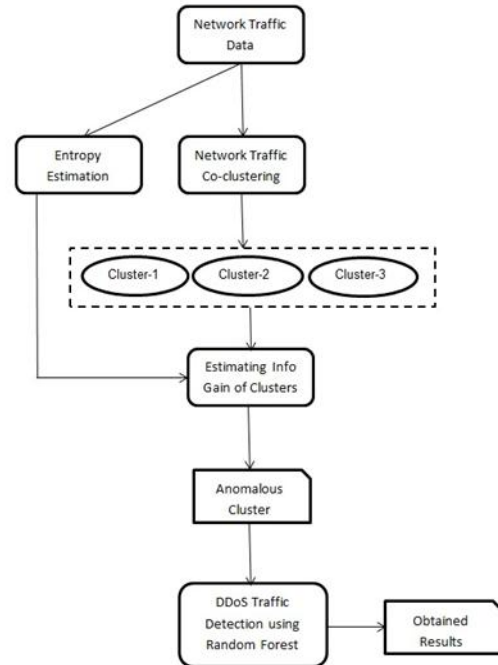 Network Traffic
Data
Entropy
Estimation
Network Traffic
Co-clustering
Cluster-1
Cluster-2
Cluster-3
Estimating Info
Gain of Clusters
Anomalous
Cluster
DDoS Traffic
Detection using
Random Forest
Obtained
Results